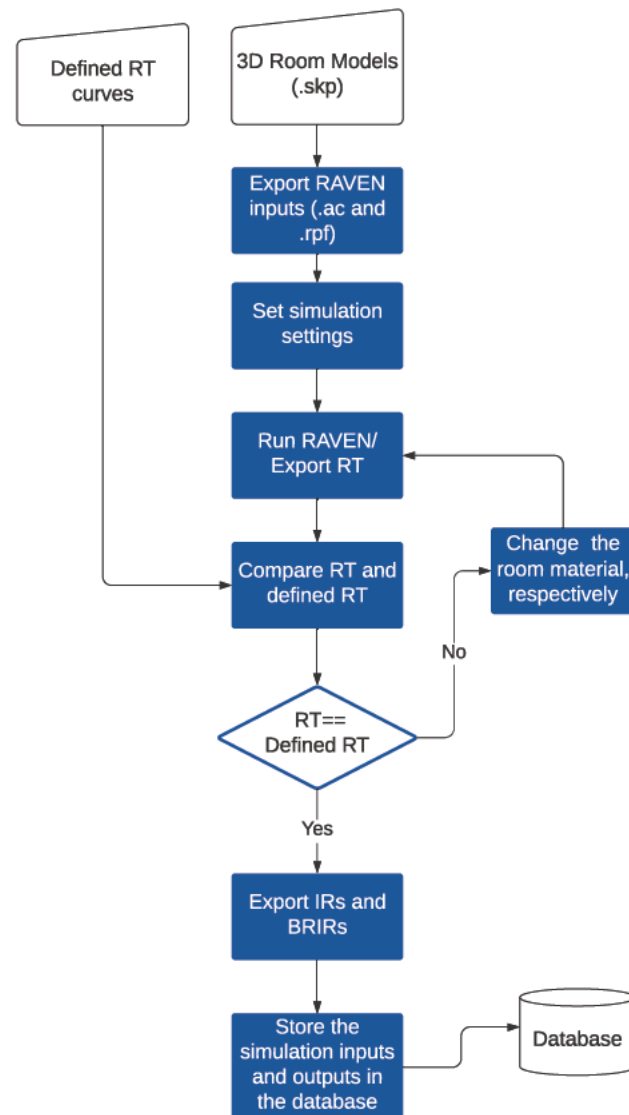 Defined RT
curves
3D Room Models
(.skp)
Export RAVEN
inputs (.ac and
.rpf)
Set simulation
settings
Run RAVEN/
Export RT
Compare RT and
defined RT
Change the
room material,
respectively
No
RT==
Defined RT
Yes
Export IRs and
BRIRs
Store the
simulation inputs
and outputs in
the database
Database